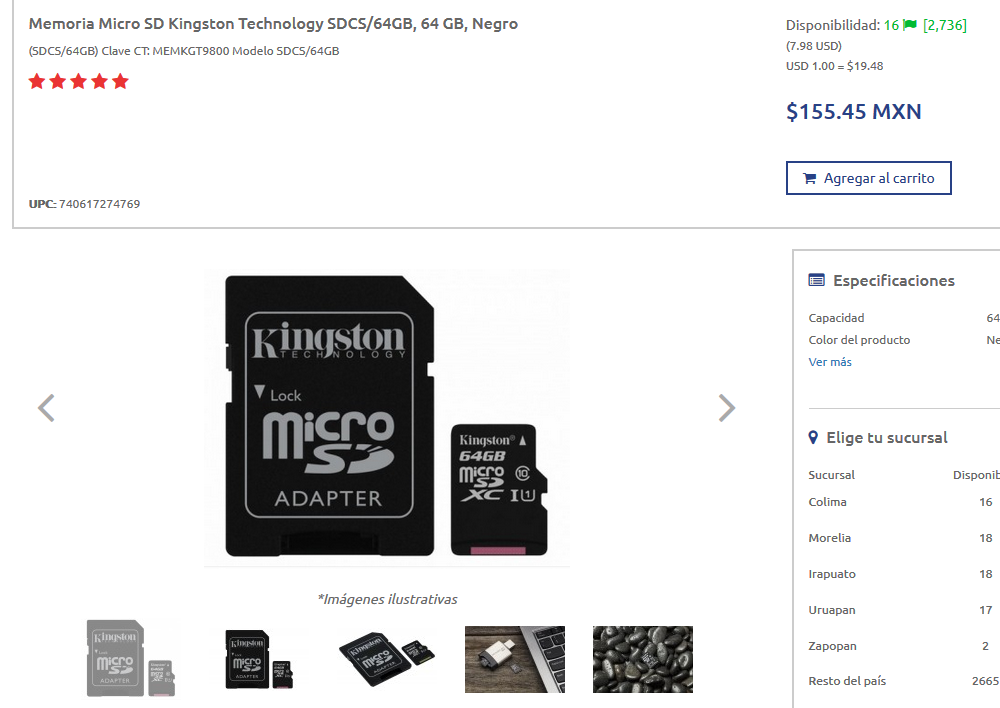 Memoria Micro SD Kingston Technology SDCS/64GB, 64 GB, Negro
(SDCS/64GB) Clave CT: MEMKGT9800 Modelo SDCS/64GB
UPC: 740617274769
Disponibilidad: 16 [2,736]
(7.98 USD)
USD 1.00 = $19.48
$155.45 MXN
Agregar al carrito
Kingston
TECHNOLOGY
Lock
micro
SD
ADAPTER
Kingston®
64GB
micro
SD
XC I U1
10
*Imágenes ilustrativas
Especificaciones
Capacidad 64
Color del producto Ne
Ver más
Elige tu sucursal
Sucursal Disponib
Colima 16
Morelia 18
Irapuato 18
Uruapan 17
Zapopan 2
Resto del país 2665